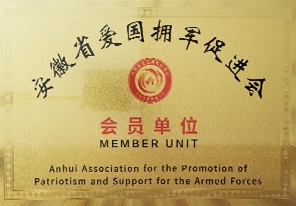 安徽省爱国拥军促进会
会员单位
MEMBER UNIT
Anhui Association for the Promotion of
Patriotism and Support for the Armed Forces